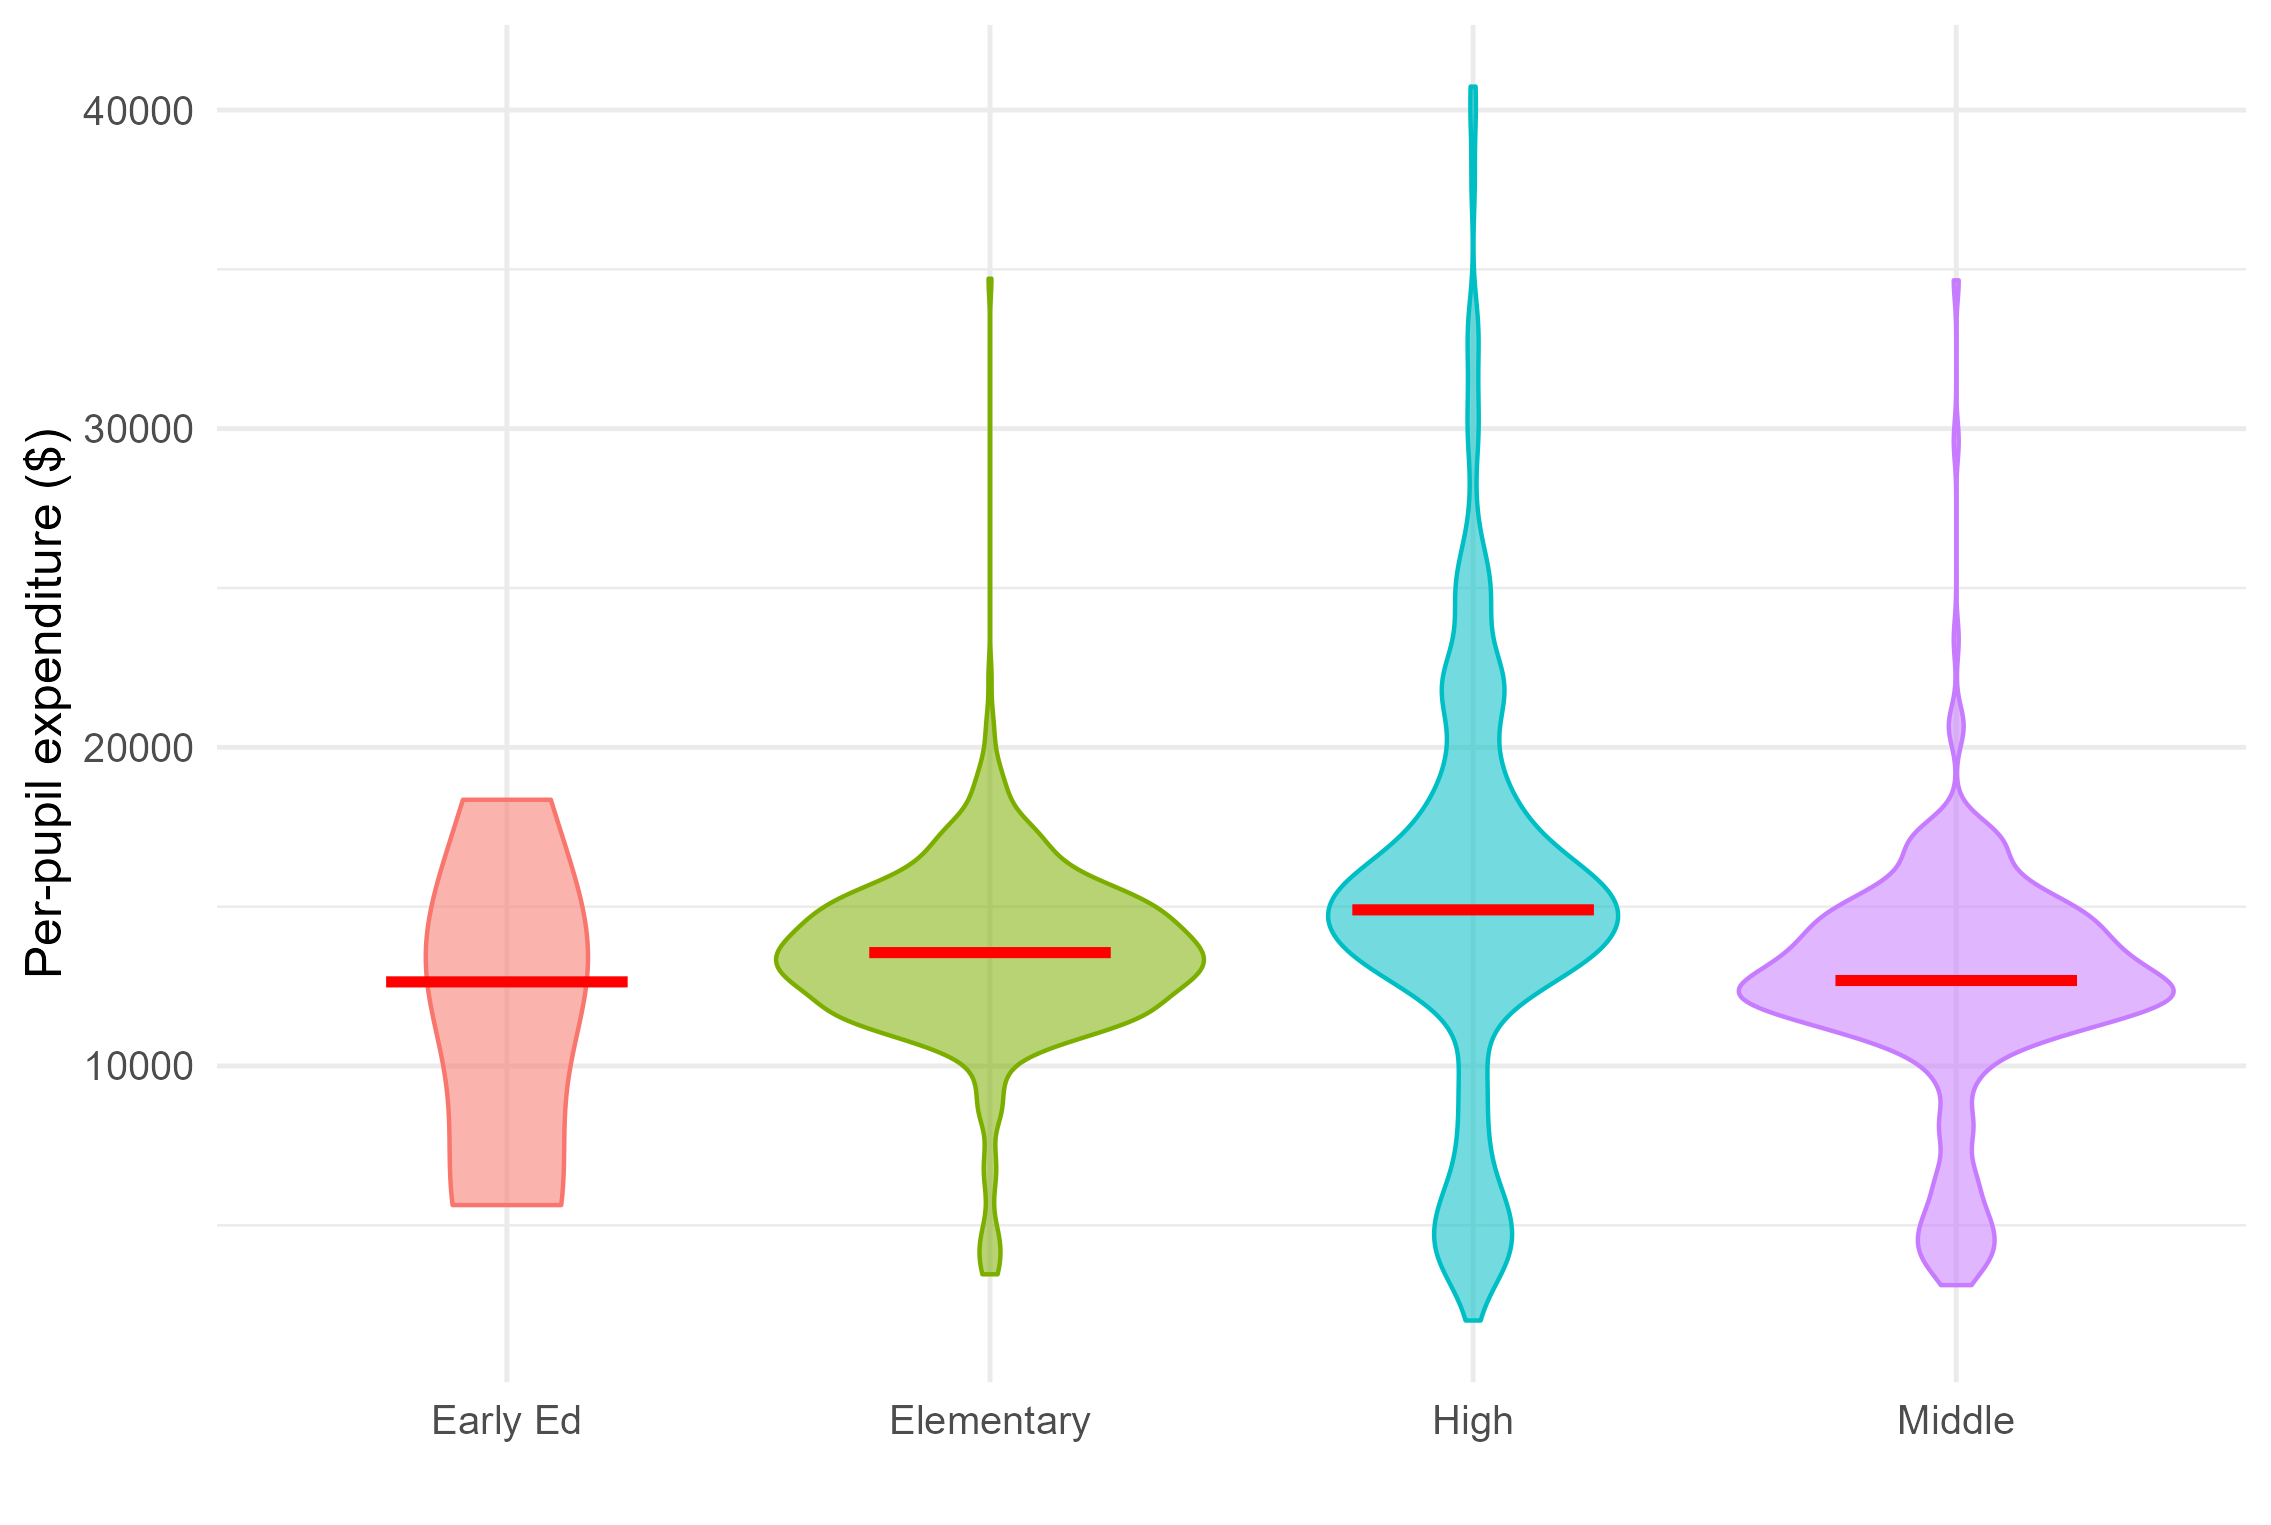 Per-pupil expenditure ($)
40000
30000
20000
10000
Early Ed
Elementary
High
Middle